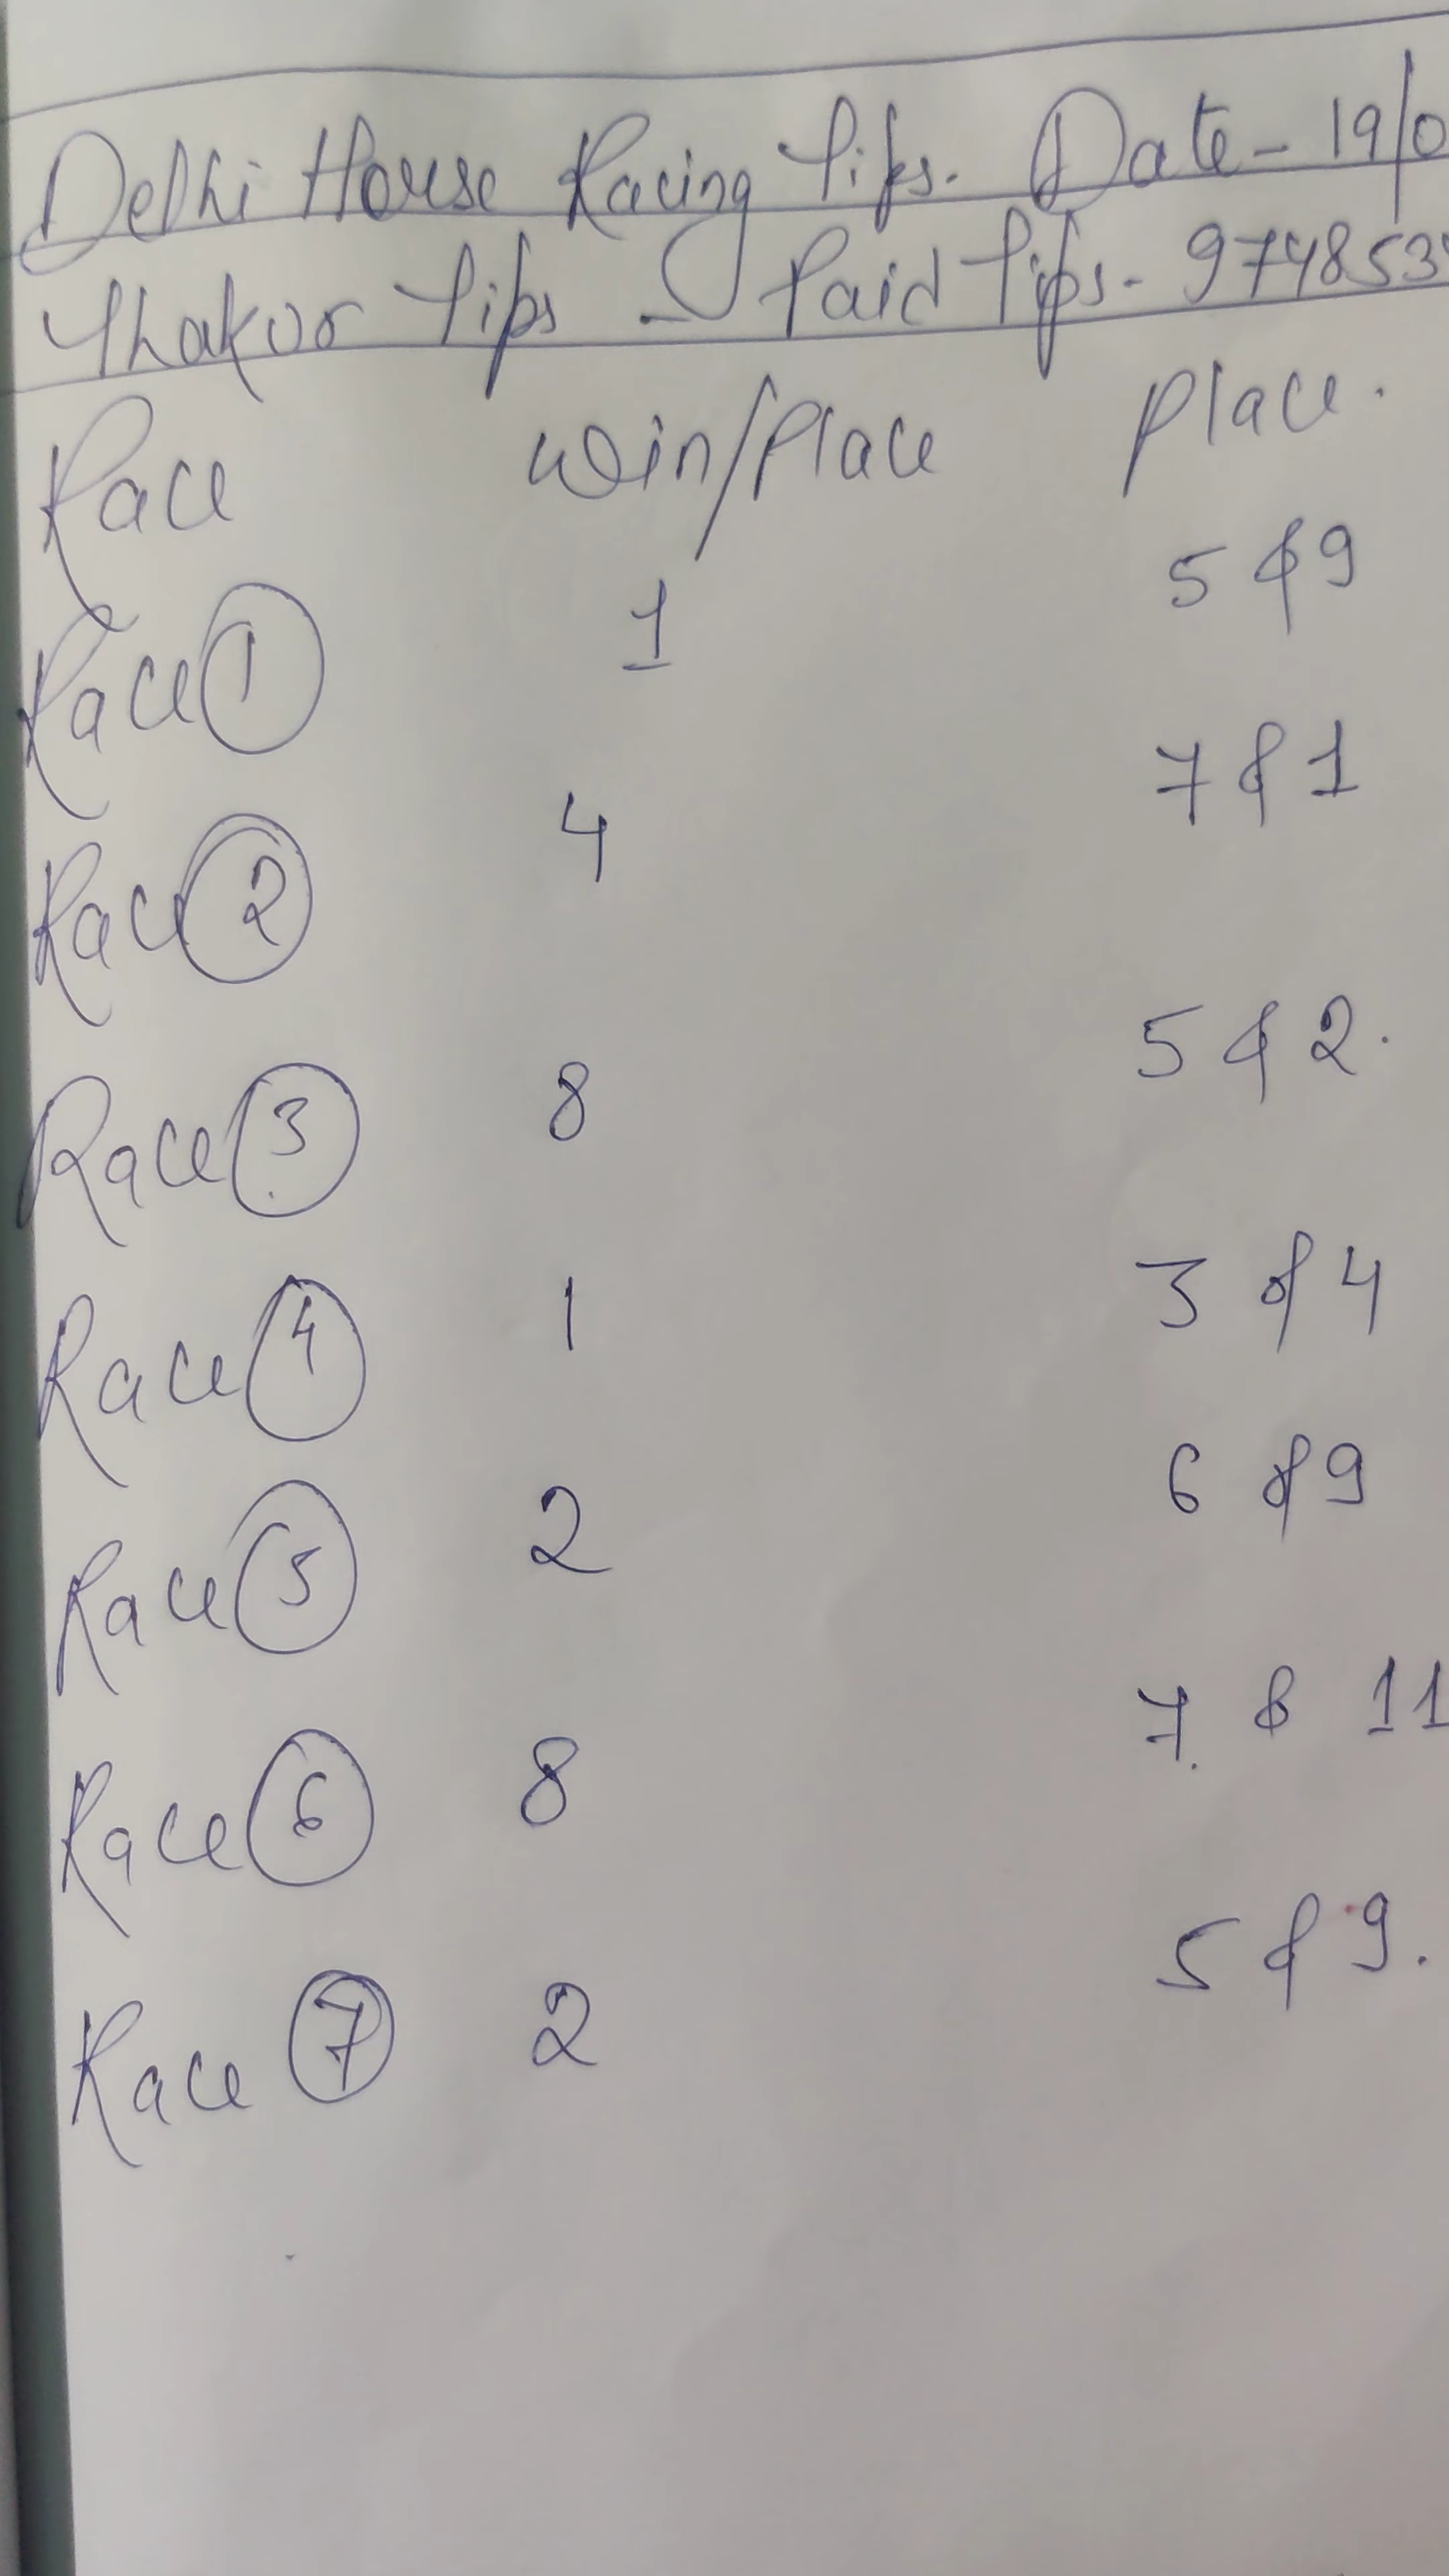 Delhi Horse Racing Tips. Date - 19/0
Thakur Tips - Paid Tips - 974853
Race Win/Place Place.
Race 1 1 5 & 9
Race 2 4 7 & 1
Race 3 8 5 & 2.
Race 4 1 3 & 4
Race 5 2 6 & 9
Race 6 8 7 & 11
Race 7 2 5 & 9.